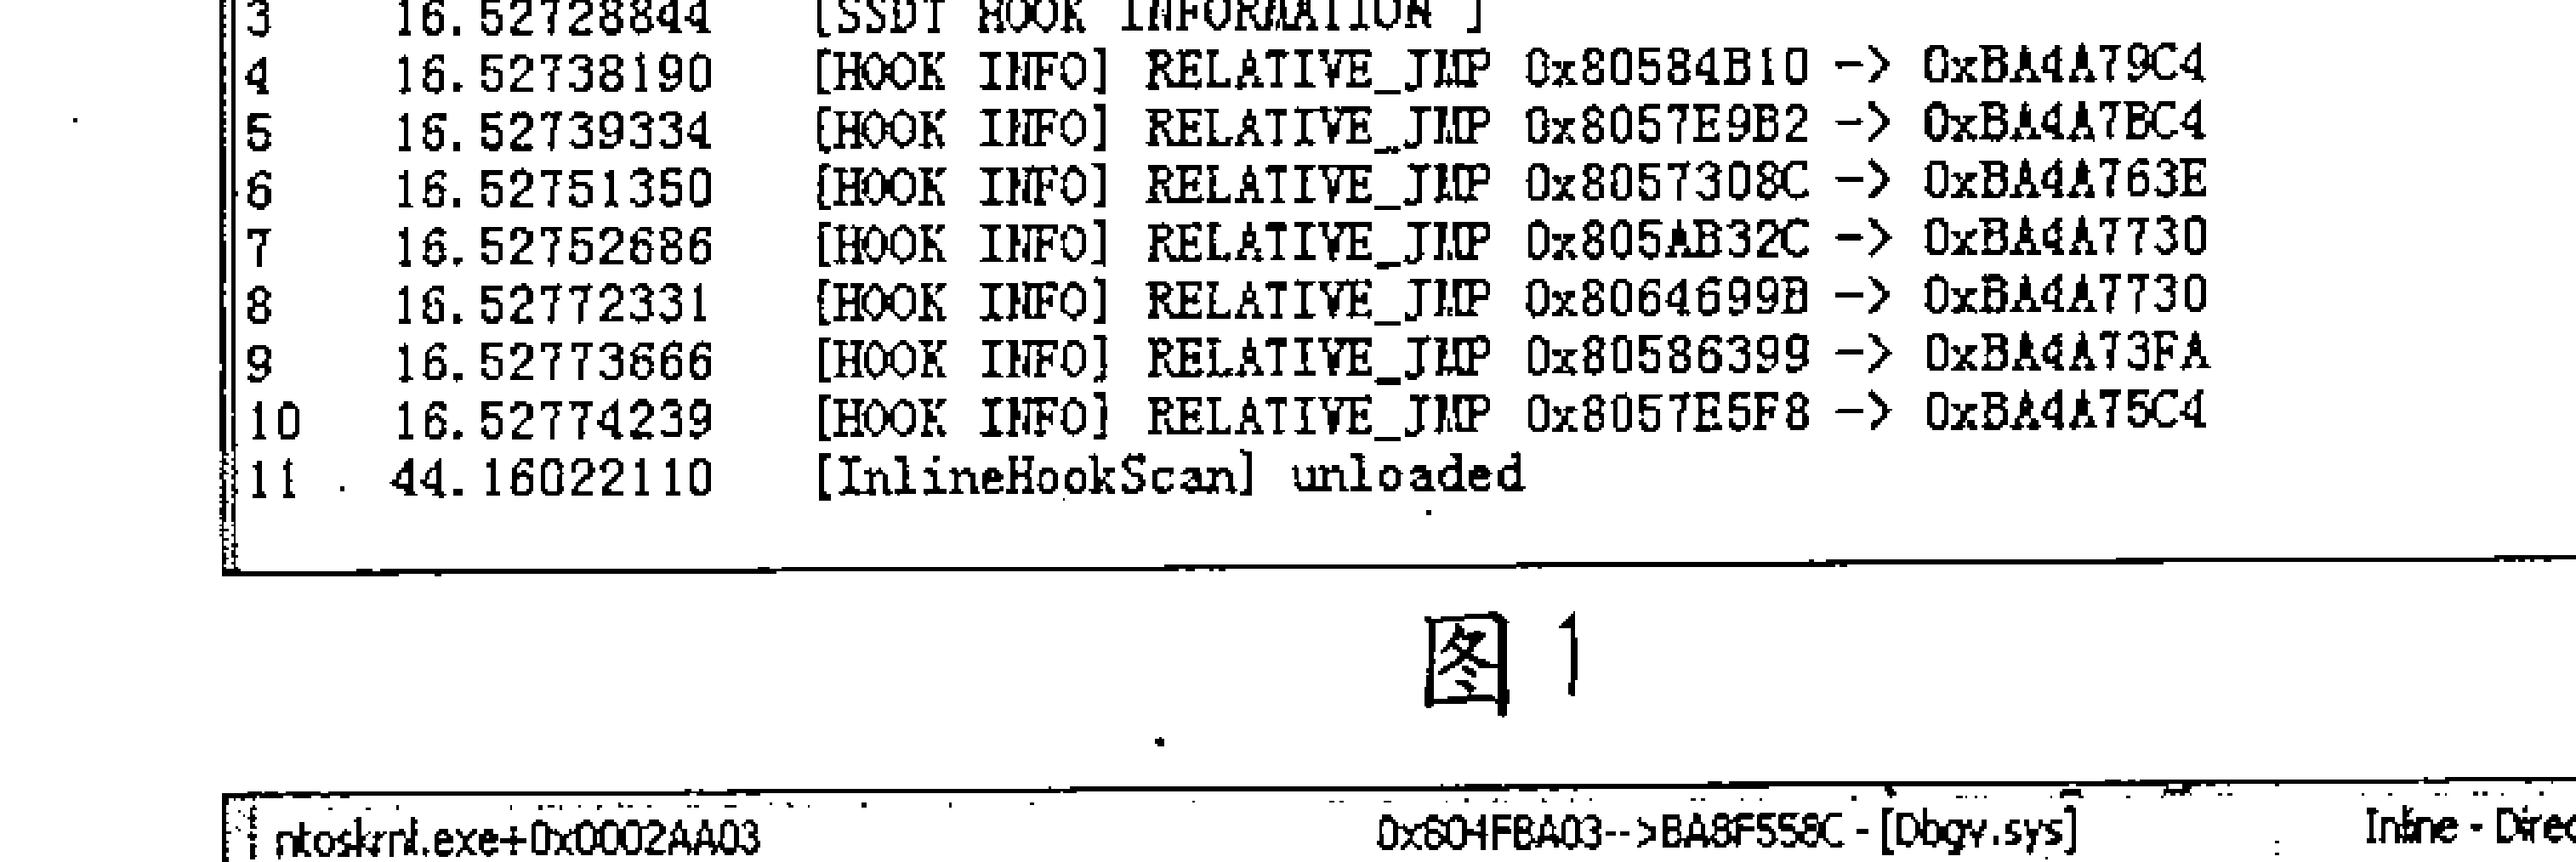 3 16.52728844 [SSDT HOOK INFORMATION ]
4 16.52738190 [HOOK INFO] RELATIVE_JMP 0x80584B10 -> 0xBA4A79C4
5 16.52739334 [HOOK INFO] RELATIVE_JMP 0x8057E9B2 -> 0xBA4A7BC4
6 16.52751350 [HOOK INFO] RELATIVE_JMP 0x8057308C -> 0xBA4A763E
7 16.52752686 [HOOK INFO] RELATIVE_JMP 0x805AB32C -> 0xBA4A7730
8 16.52772331 [HOOK INFO] RELATIVE_JMP 0x8064699B -> 0xBA4A7730
9 16.52773666 [HOOK INFO] RELATIVE_JMP 0x80586399 -> 0xBA4A73FA
10 16.52774239 [HOOK INFO] RELATIVE_JMP 0x8057E5F8 -> 0xBA4A75C4
11 44.16022110 [InlineHookScan] unloaded
图 1
ntoskrnl.exe+0x0002AA03 0x804FBA03-->BA8F558C - [Dbgv.sys] Inline - Direc